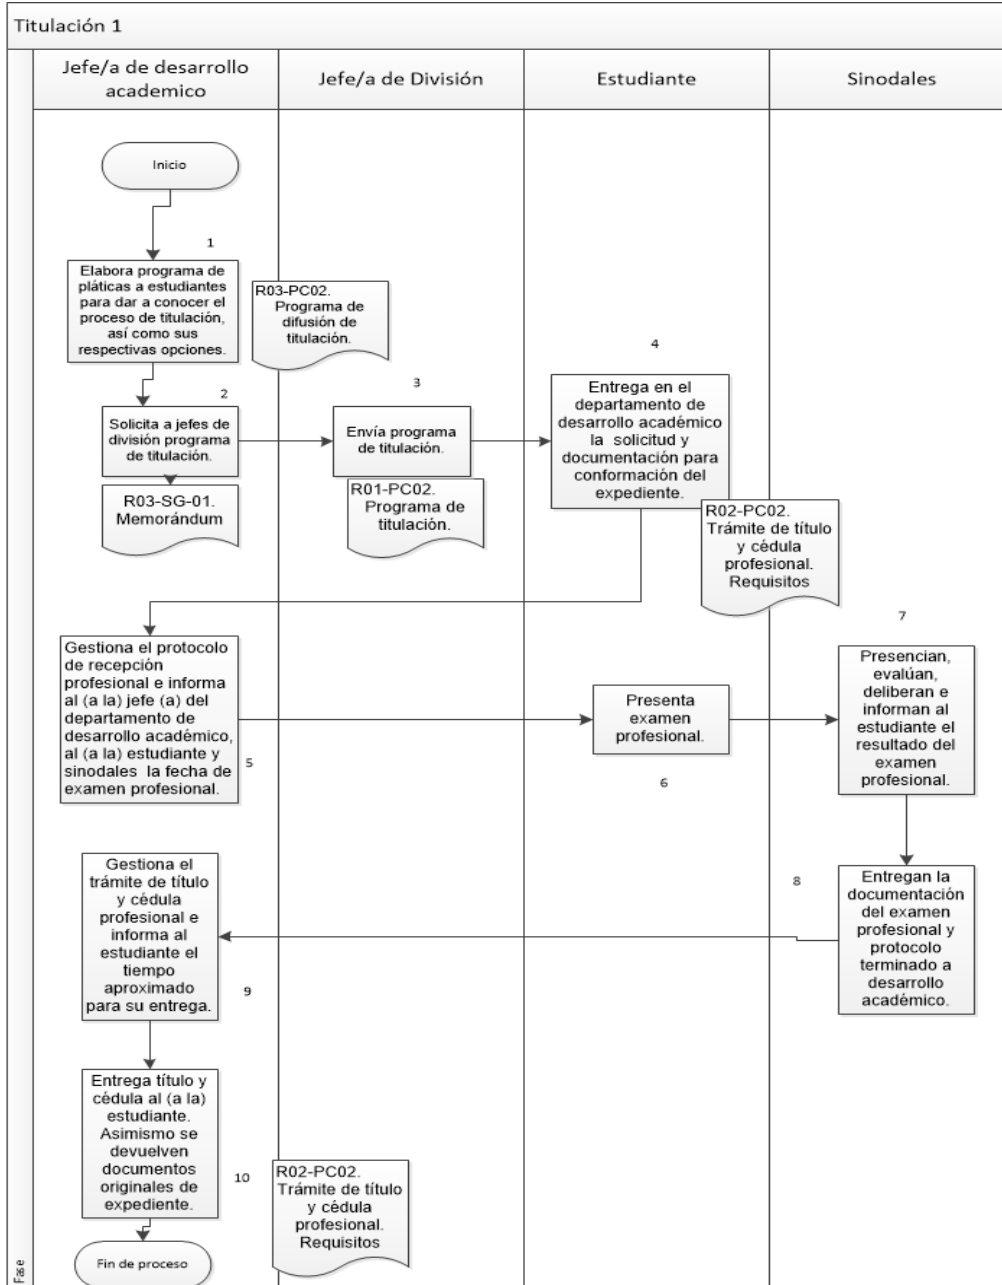 Titulación 1
Jefe/a de desarrollo
academico
Jefe/a de División
Estudiante
Sinodales
Inicio
1
Elabora programa de
pláticas a estudiantes
para dar a conocer el
proceso de titulación,
así como sus
respectivas opciones.
R03-PC02.
Programa de
difusión de
titulación.
2
Solicita a jefes de
división programa
de titulación.
R03-SG-01.
Memorándum
3
Envía programa
de titulación.
R01-PC02.
Programa de
titulación.
4
Entrega en el
departamento de
desarrollo académico
la solicitud y
documentación para
conformación del
expediente.
R02-PC02.
Trámite de título
y cédula
profesional.
Requisitos
Gestiona el protocolo
de recepción
profesional e informa
al (a la) jefe (a) del
departamento de
desarrollo académico,
al (a la) estudiante y
sinodales la fecha de
examen profesional.
5
Presenta
examen
profesional.
6
7
Presencian,
evalúan,
deliberan e
informan al
estudiante el
resultado del
examen
profesional.
8
Entregan la
documentación
del examen
profesional y
protocolo
terminado a
desarrollo
académico.
Gestiona el
trámite de título
y cédula
profesional e
informa al
estudiante el
tiempo
aproximado
para su entrega.
9
Entrega título y
cédula al (a la)
estudiante.
Asimismo se
devuelven
documentos
originales de
expediente.
10
R02-PC02.
Trámite de título
y cédula
profesional.
Requisitos
Fin de proceso
Fase